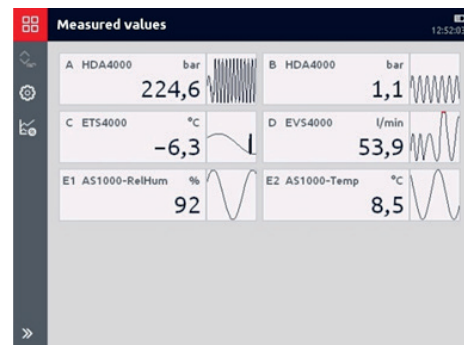 Measured values
12:52:03
A HDA4000 bar
224,6
B HDA4000 bar
1,1
C ETS4000 °C
-6,3
D EVS4000 l/min
53,9
E1 AS1000-RelHum %
92
E2 AS1000-Temp °C
8,5